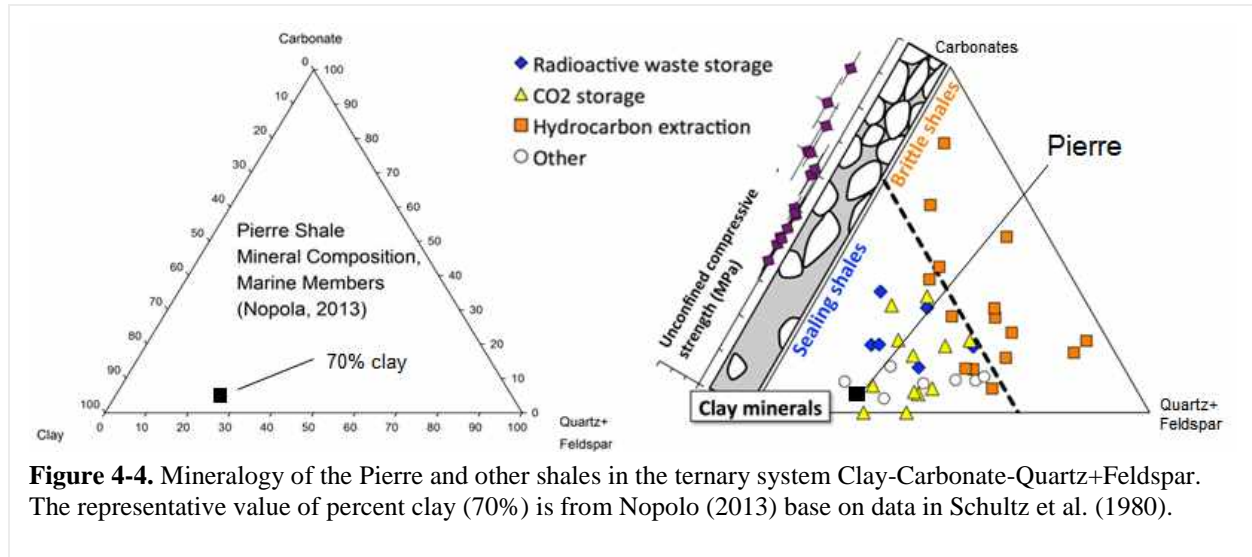 Carbonate
0
100
10
90
20
80
30
70
40
60
50
50
60
40
70
30
80
20
90
10
100
0
0
10
20
30
40
50
60
70
80
90
100
Clay
Quartz+
Feldspar
Pierre Shale
Mineral Composition,
Marine Members
(Nopola, 2013)
70% clay
Radioactive waste storage
CO2 storage
Hydrocarbon extraction
Other
Unconfined compressive
strength (MPa)
Sealing shales
Brittle shales
Carbonates
Pierre
Clay minerals
Quartz+
Feldspar
Figure 4-4. Mineralogy of the Pierre and other shales in the ternary system Clay-Carbonate-Quartz+Feldspar.
The representative value of percent clay (70%) is from Nopolo (2013) base on data in Schultz et al. (1980).